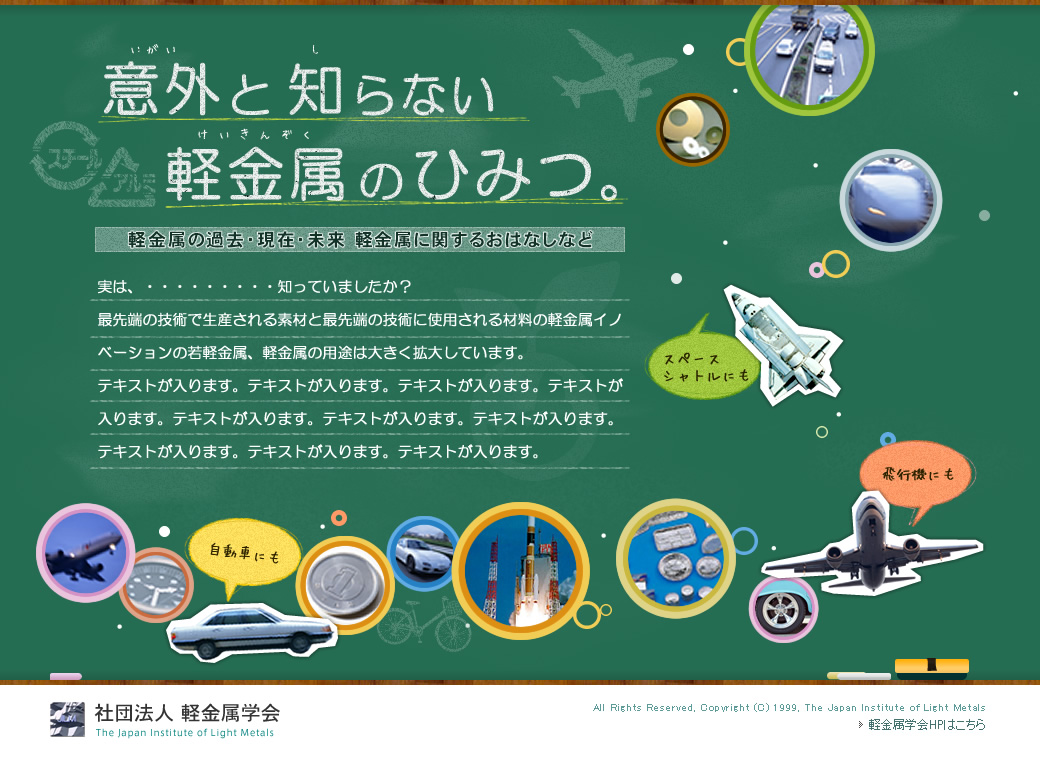 いがい
し
意外と知らない
けいきんぞく
軽金属のひみつ。
スチール
アルミ
軽金属の過去・現在・未来 軽金属に関するおはなしなど
実は、・・・・・・・・・知っていましたか？
最先端の技術で生産される素材と最先端の技術に使用される材料の軽金属イノ
ベーションの若軽金属、軽金属の用途は大きく拡大しています。
テキストが入ります。テキストが入ります。テキストが入ります。テキストが
入ります。テキストが入ります。テキストが入ります。テキストが入ります。
テキストが入ります。テキストが入ります。テキストが入ります。
スペース
シャトルにも
飛行機にも
自動車にも
社団法人 軽金属学会
The Japan Institute of Light Metals
All Rights Reserved, Copyright (C) 1999, The Japan Institute of Light Metals
軽金属学会HPはこちら